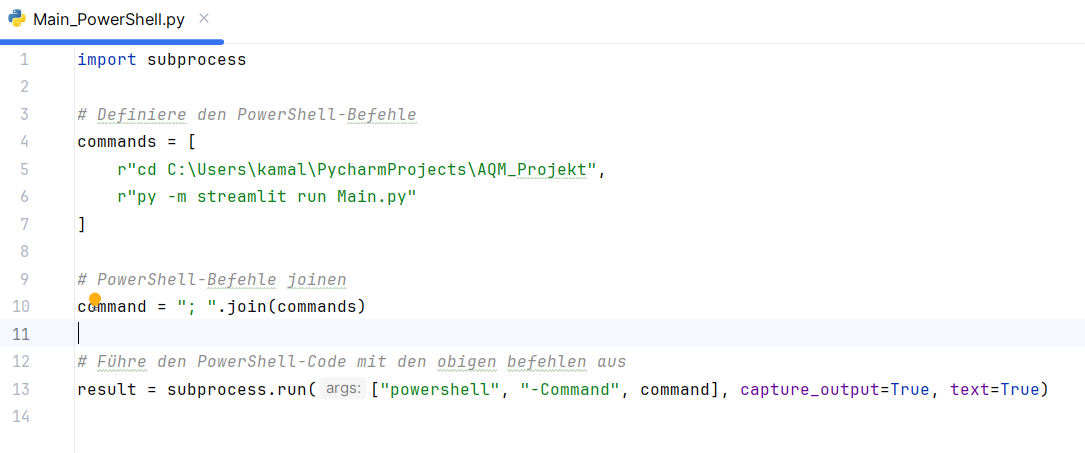 Main_PowerShell.py ×
1 import subprocess
2
3 # Definiere den PowerShell-Befehle
4 commands = [
5     r"cd C:\Users\kamal\PycharmProjects\AQM_Projekt",
6     r"py -m streamlit run Main.py"
7 ]
8
9 # PowerShell-Befehle joinen
10 command = "; ".join(commands)
11
12 # Führe den PowerShell-Code mit den obigen befehlen aus
13 result = subprocess.run( args: ["powershell", "-Command", command], capture_output=True, text=True)
14